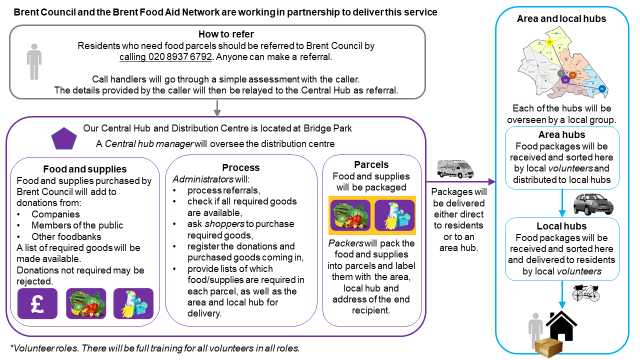 Brent Council and the Brent Food Aid Network are working in partnership to deliver this service
How to refer
Residents who need food parcels should be referred to Brent Council by
calling 020 8937 6792. Anyone can make a referral.
Call handlers will go through a simple assessment with the caller.
The details provided by the caller will then be relayed to the Central Hub as referral.
Our Central Hub and Distribution Centre is located at Bridge Park
A Central hub manager will oversee the distribution centre
Food and supplies
Food and supplies purchased by
Brent Council will add to
donations from:
• Companies
• Members of the public
• Other foodbanks
A list of required goods will be
made available.
Donations not required may be
rejected.
£
Process
Administrators will:
• process referrals,
• check if all required goods
are available,
• ask shoppers to purchase
required goods,
• register the donations and
purchased goods coming in,
• provide lists of which
food/supplies are required in
each parcel, as well as the
area and local hub for
delivery.
Parcels
Food and supplies
will be packaged
Packers will pack the
food and supplies
into parcels and label
them with the area,
local hub and
address of the end
recipient.
Packages will
be delivered
either direct
to residents
or to an
area hub.
Area and local hubs
Each of the hubs will be
overseen by a local group.
Area hubs
Food packages will be
received and sorted here
by local volunteers and
distributed to local hubs
Local hubs
Food packages will be
received and sorted here
and delivered to residents
by local volunteers
*Volunteer roles. There will be full training for all volunteers in all roles.